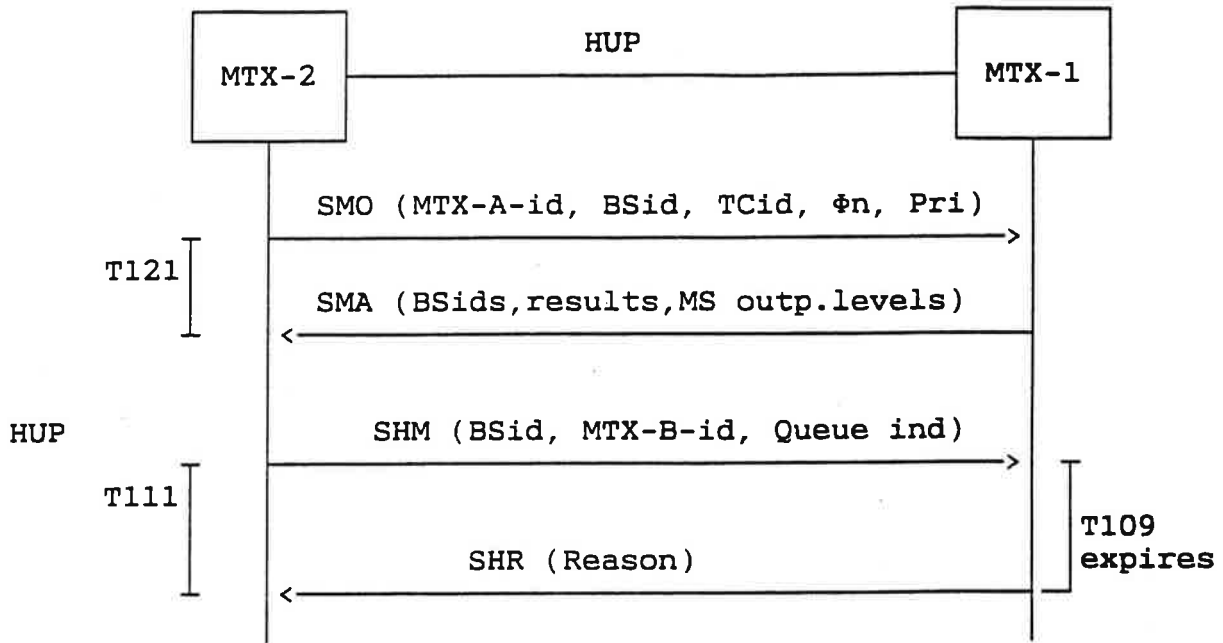 HUP
MTX-2
MTX-1
SMO (MTX-A-id, BSid, TCid, Φn, Pri)
T121
SMA (BSids,results,MS outp.levels)
HUP
SHM (BSid, MTX-B-id, Queue ind)
T111
T109
expires
SHR (Reason)